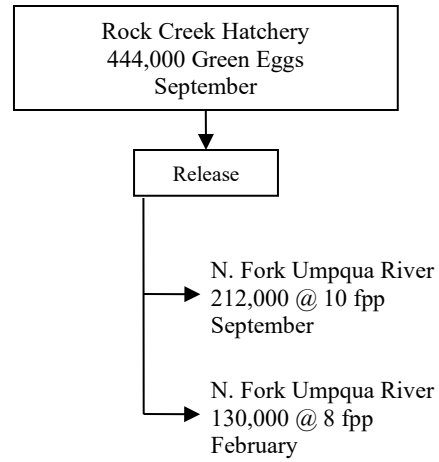 Rock Creek Hatchery
444,000 Green Eggs
September
Release
N. Fork Umpqua River
212,000 @ 10 fpp
September
N. Fork Umpqua River
130,000 @ 8 fpp
February